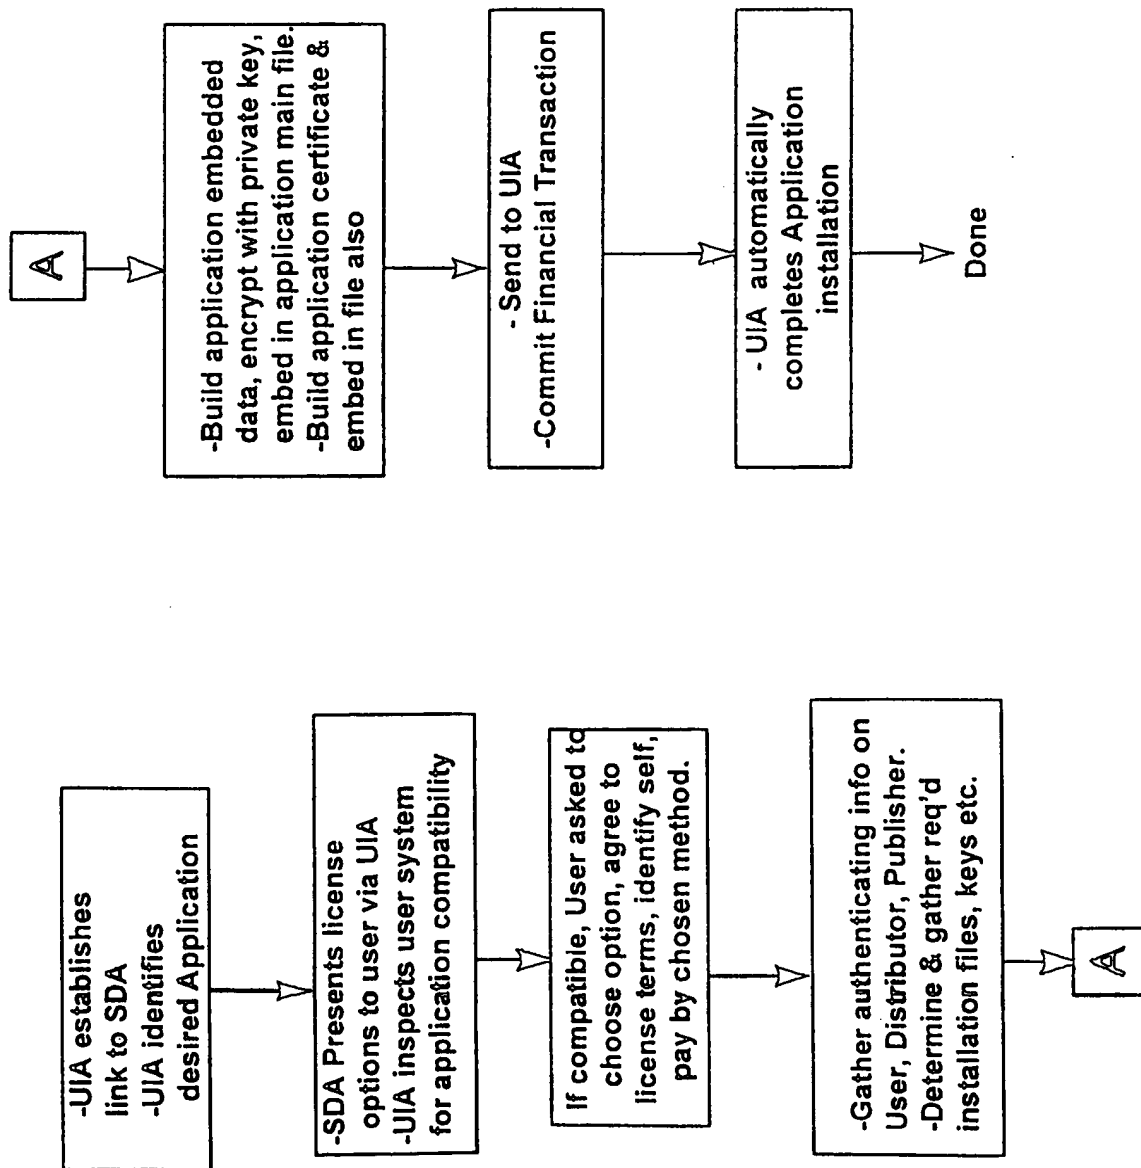 -UIA establishes
link to SDA
-UIA identifies
desired Application
-SDA Presents license
options to user via UIA
-UIA inspects user system
for application compatibility
If compatible, User asked to
choose option, agree to
license terms, identify self,
pay by chosen method.
-Gather authenticating info on
User, Distributor, Publisher.
-Determine & gather req'd
installation files, keys etc.
A
A
-Build application embedded
data, encrypt with private key,
embed in application main file.
-Build application certificate &
embed in file also
- Send to UIA
-Commit Financial Transaction
- UIA automatically
completes Application
installation
Done